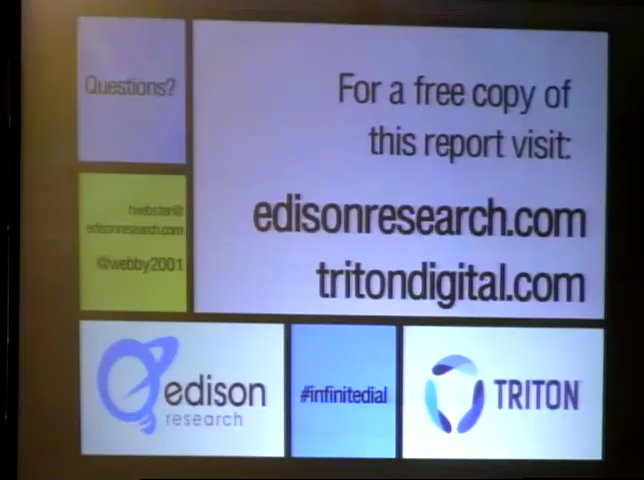 Questions?
For a free copy of
this report visit:
edisonresearch.com
tritondigital.com
twebster@
edisonresearch.com
@webby2001
edison
research
#infinitedial
TRITON